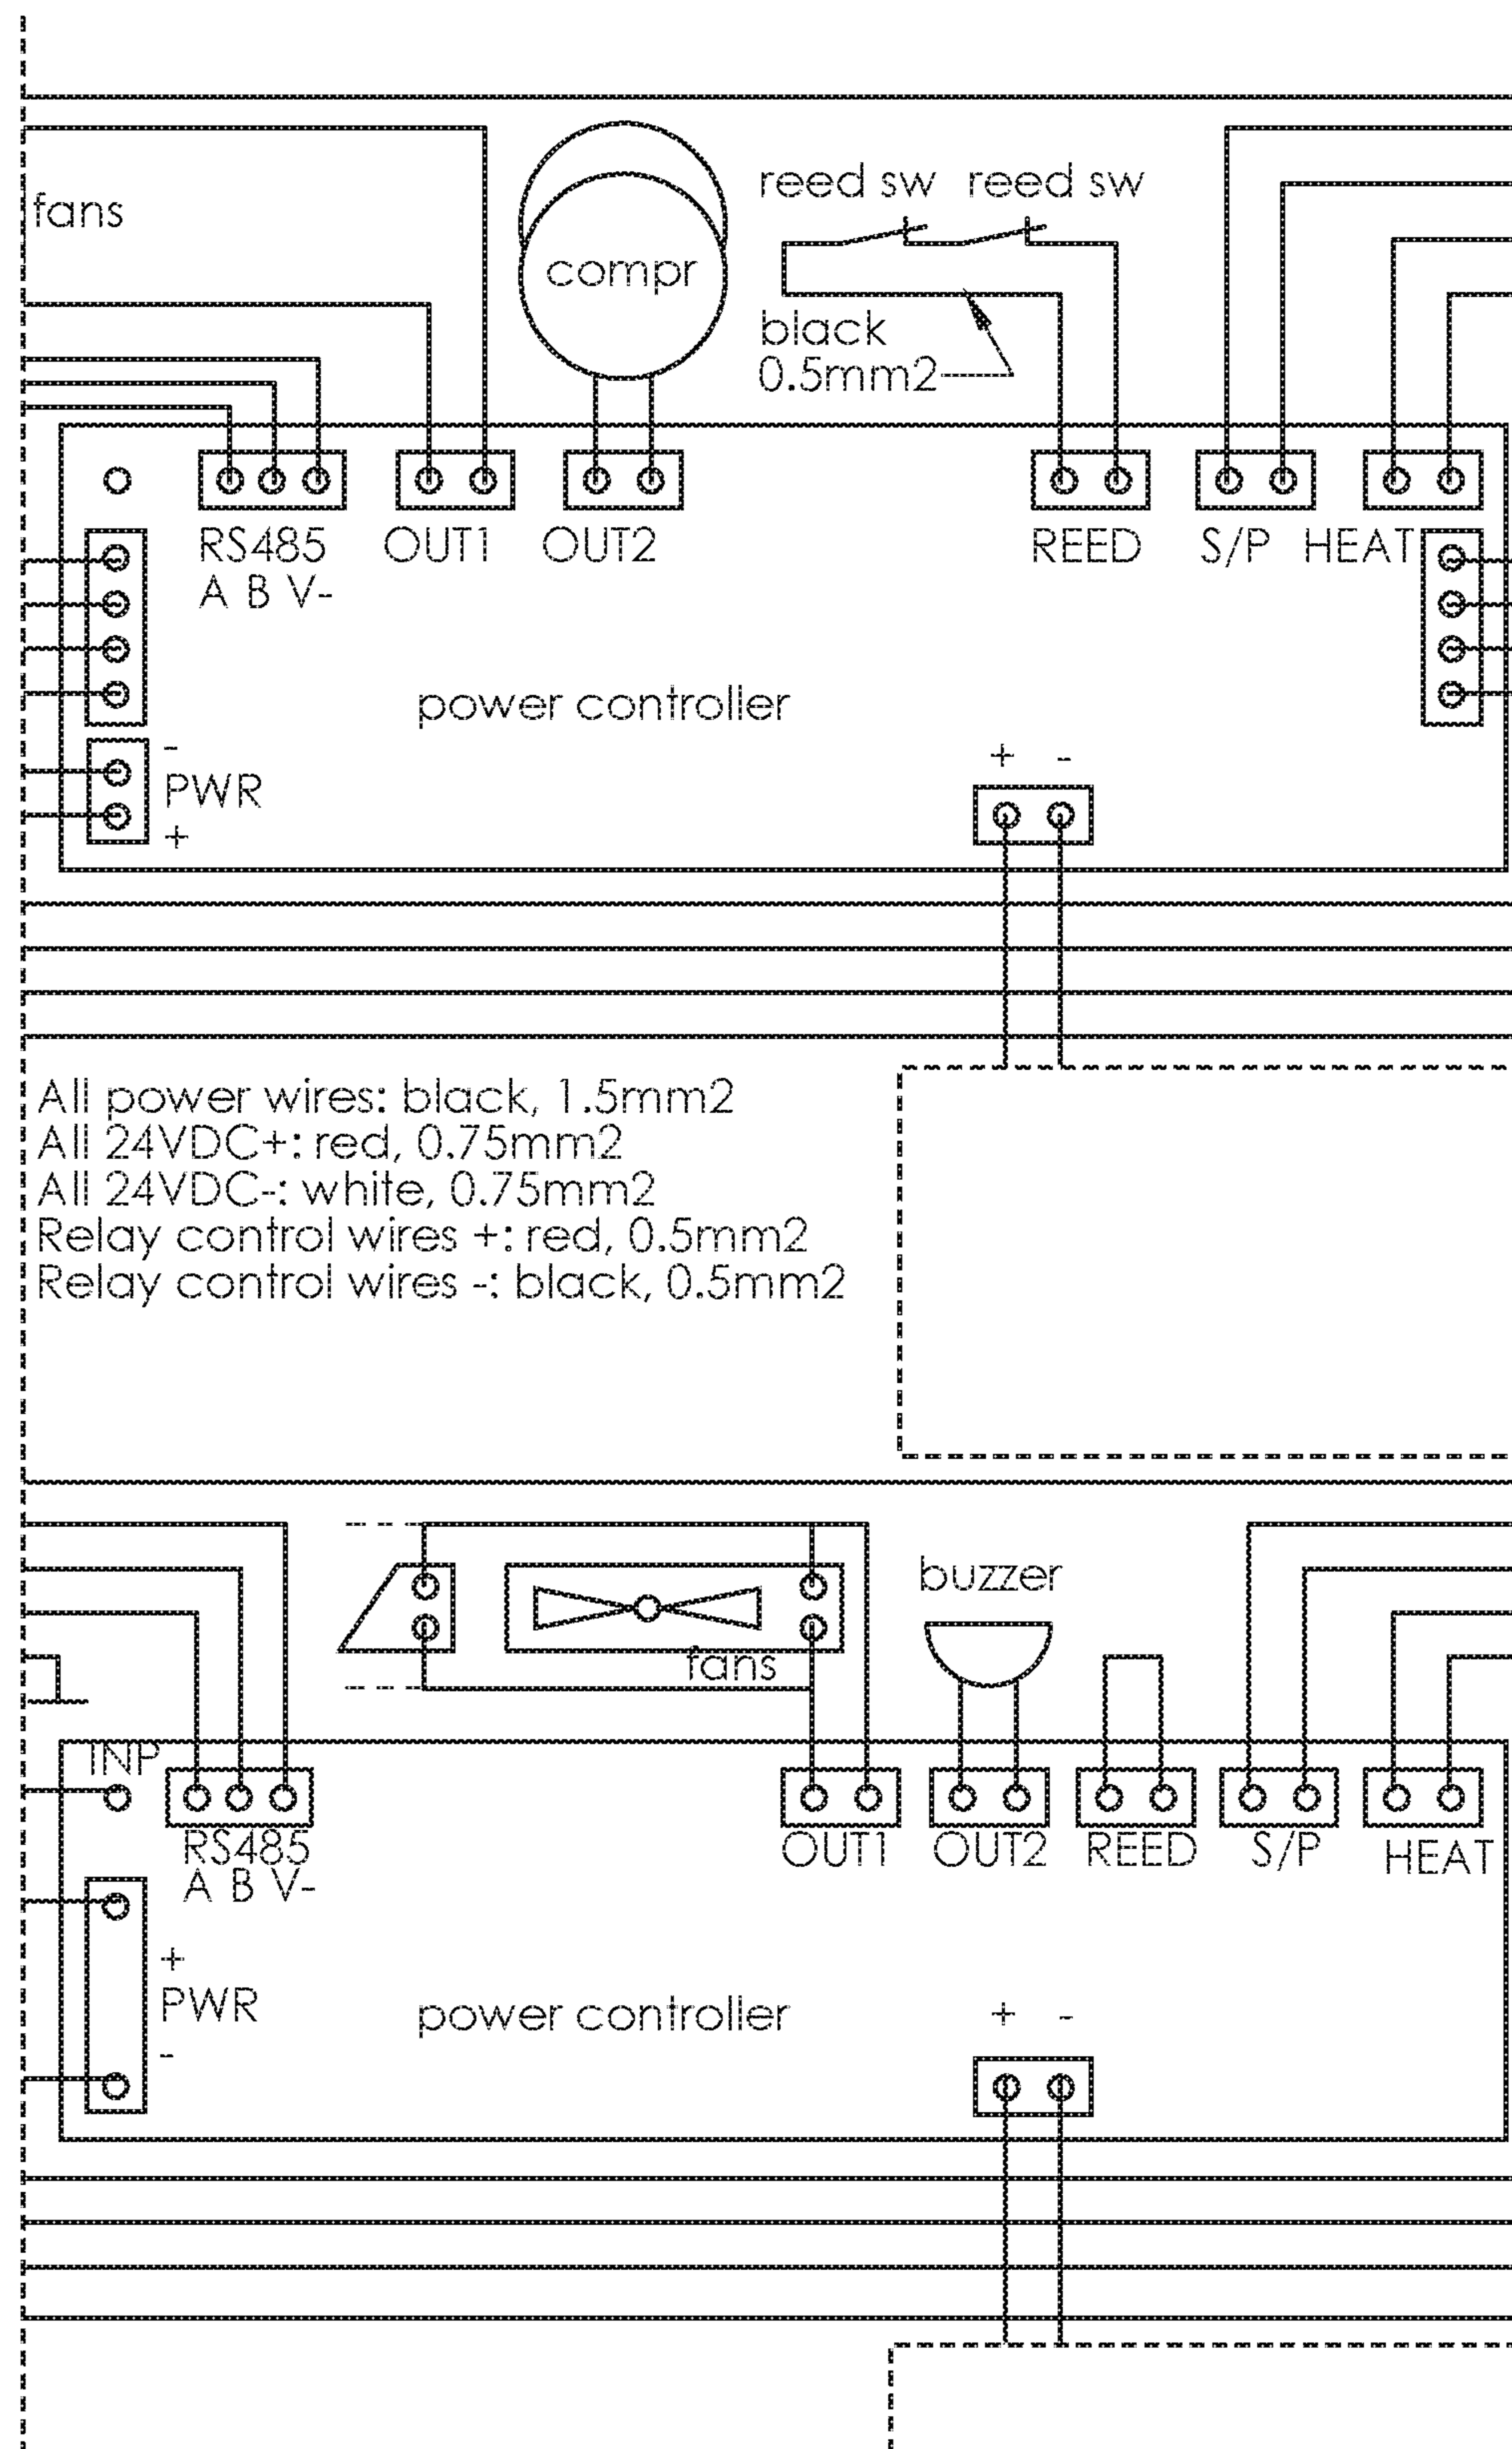 reed sw reed sw
fans
compr
black
0.5mm2
RS485 OUT1 OUT2 REED S/P HEAT
A B V-
power controller
-
PWR
+
+ -
All power wires: black, 1.5mm2
All 24VDC+: red, 0.75mm2
All 24VDC-: white, 0.75mm2
Relay control wires +: red, 0.5mm2
Relay control wires -: black, 0.5mm2
buzzer
fans
INP
RS485 OUT1 OUT2 REED S/P HEAT
A B V-
+
PWR
-
power controller
+ -